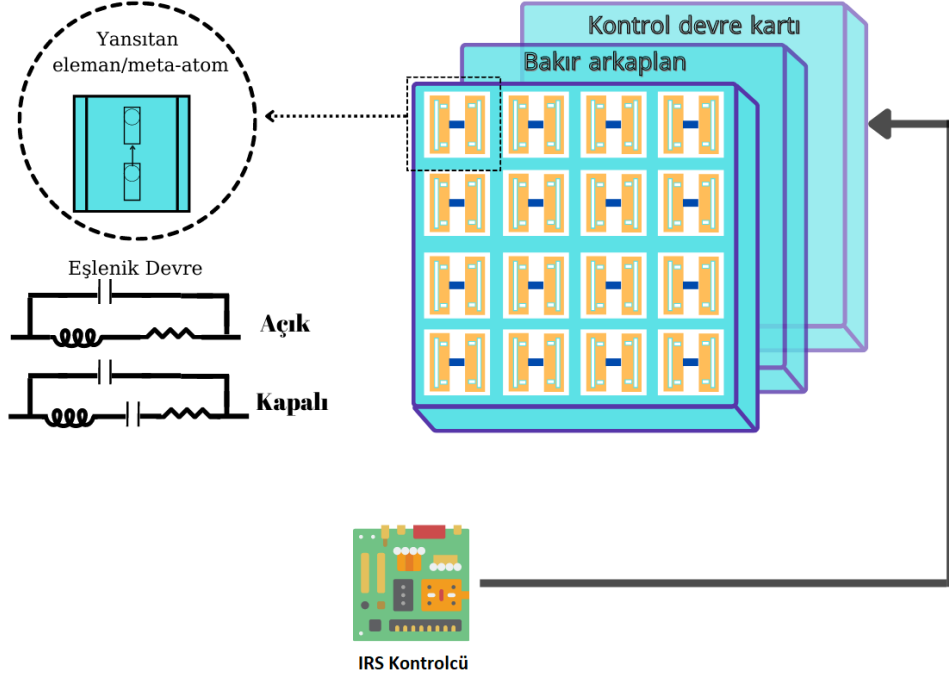 Yansıtan
eleman/meta-atom
Kontrol devre kartı
Bakır arkaplan
Eşlenik Devre
Açık
Kapalı
IRS Kontrolcü